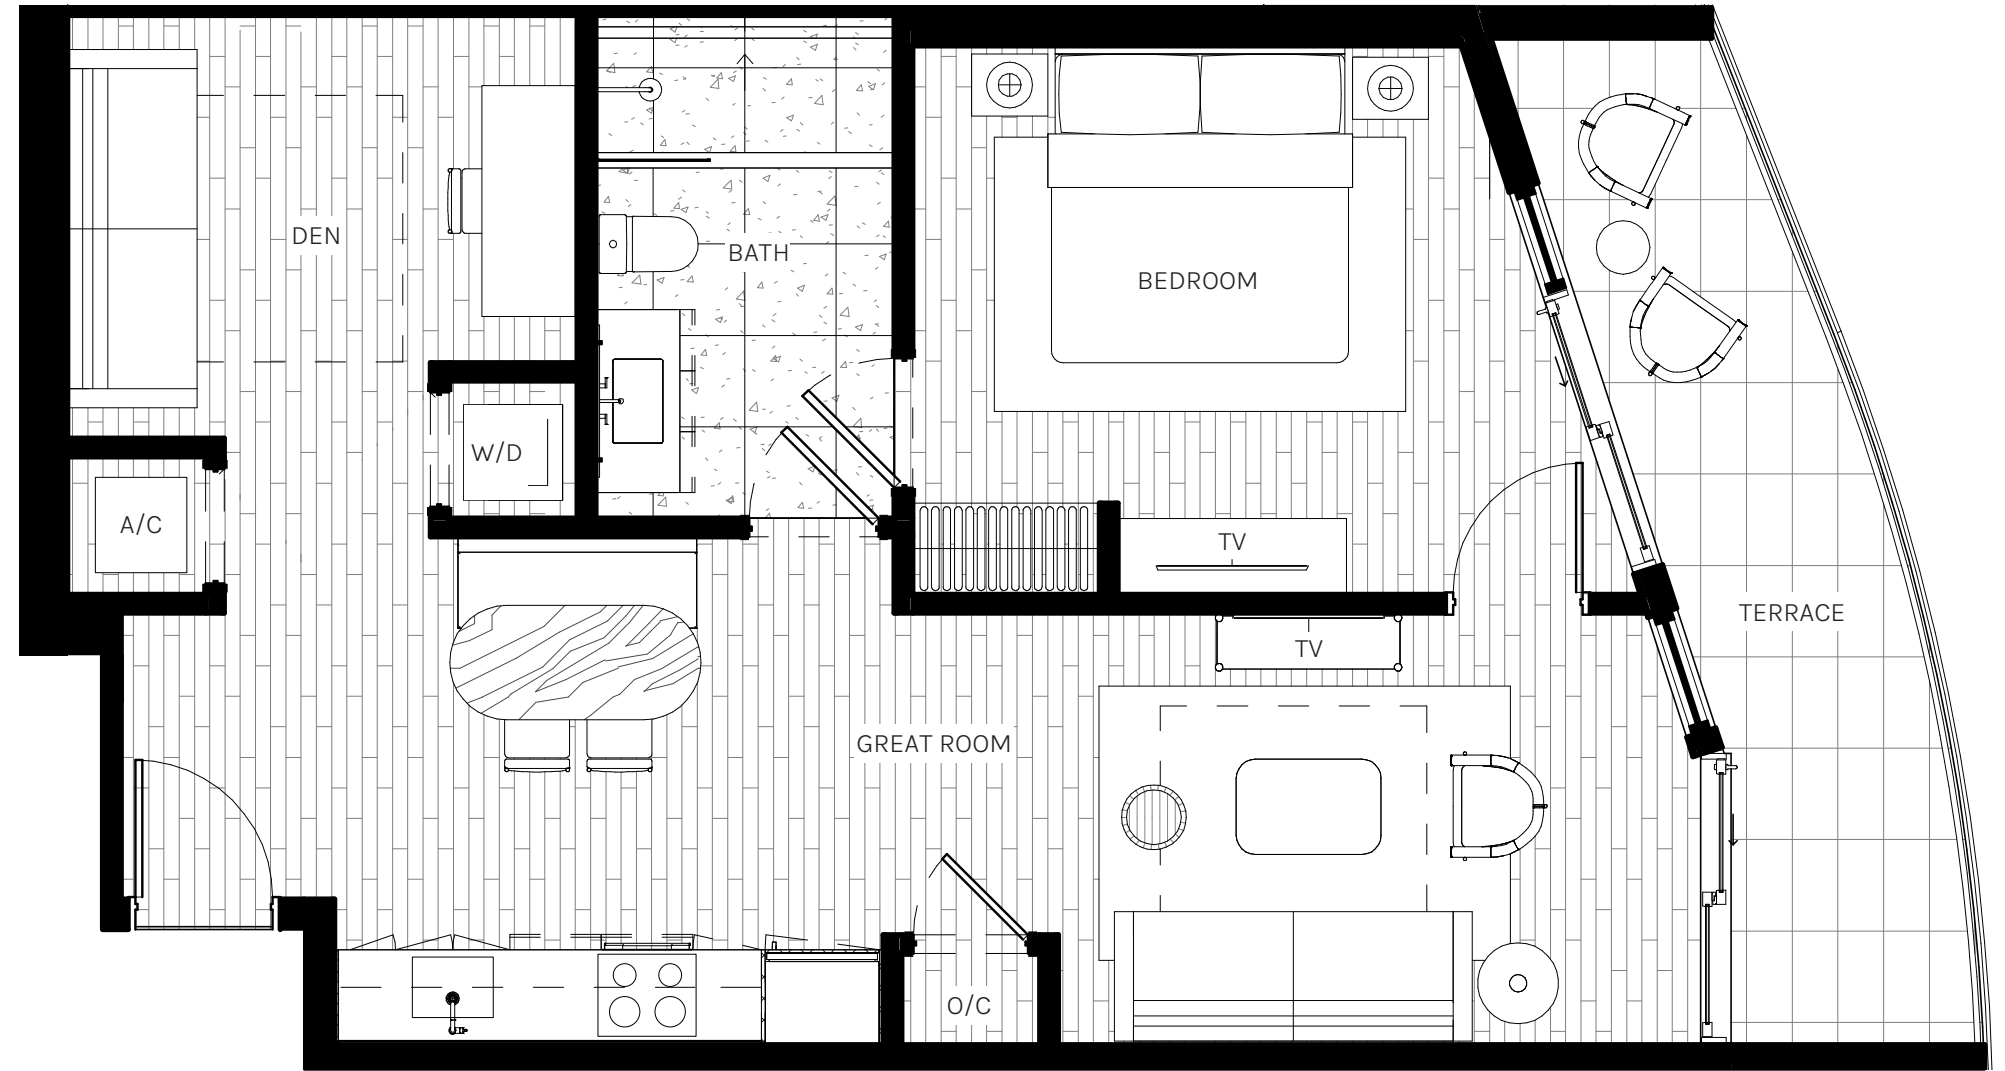 DEN
BATH
BEDROOM
W/D
A/C
TV
TERRACE
TV
GREAT ROOM
O/C